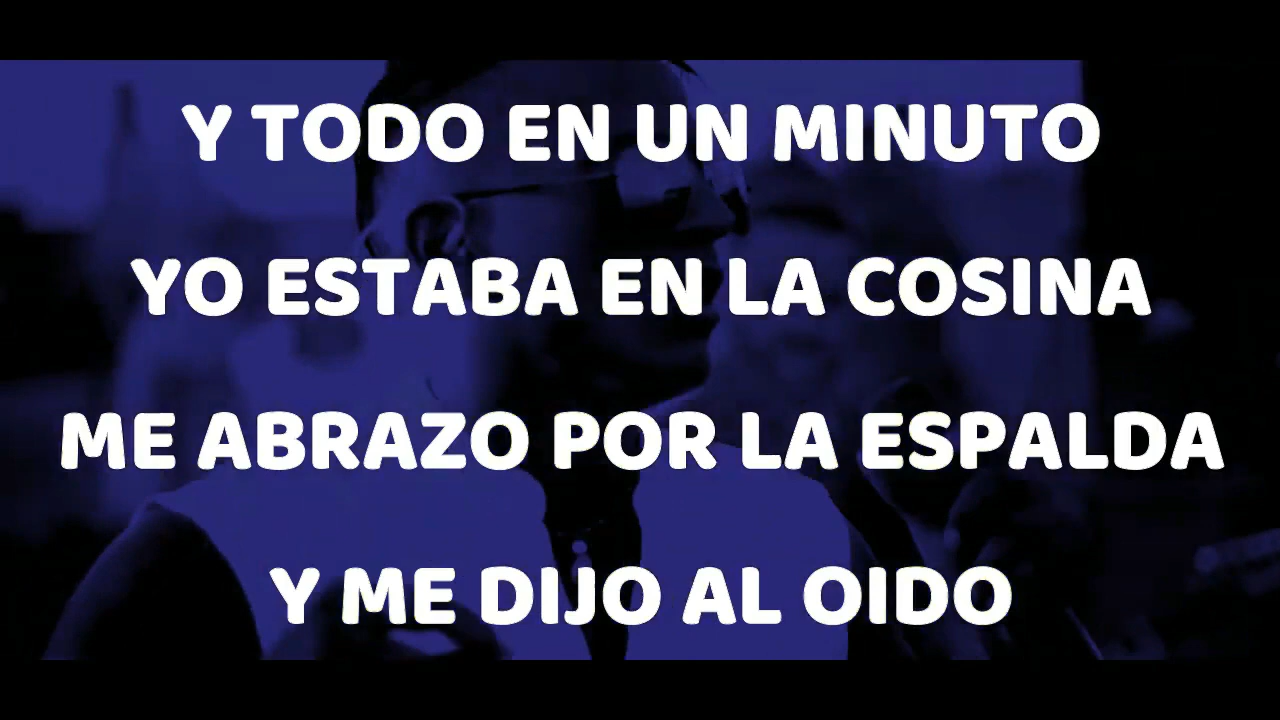 Y TODO EN UN MINUTO
YO ESTABA EN LA COSINA
ME ABRAZO POR LA ESPALDA
Y ME DIJO AL OIDO